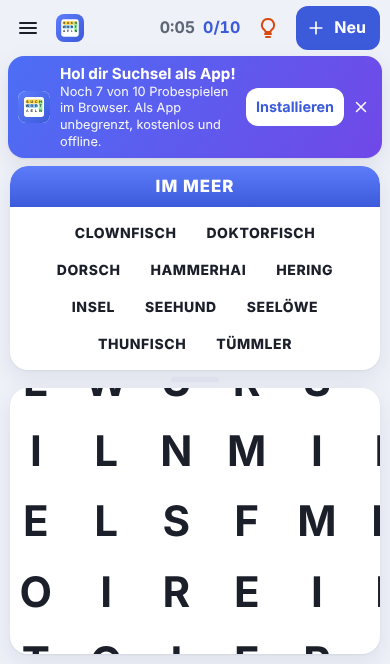 0:05 0/10 Neu
Hol dir Suchsel als App!
Noch 7 von 10 Probespielen
im Browser. Als App
unbegrenzt, kostenlos und
offline.
Installieren
IM MEER
CLOWNFISCH DOKTORFISCH
DORSCH HAMMERHAI HERING
INSEL SEEHUND SEELÖWE
THUNFISCH TÜMMLER
I L N M I
E L S F M
O I R E I